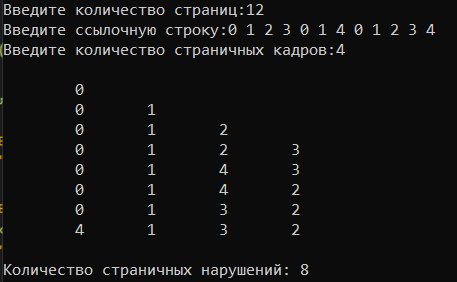 Введите количество страниц:12
Введите ссылочную строку:0 1 2 3 0 1 4 0 1 2 3 4
Введите количество страничных кадров:4
0
0 1
0 1 2
0 1 2 3
0 1 4 3
0 1 4 2
0 1 3 2
4 1 3 2
Количество страничных нарушений: 8